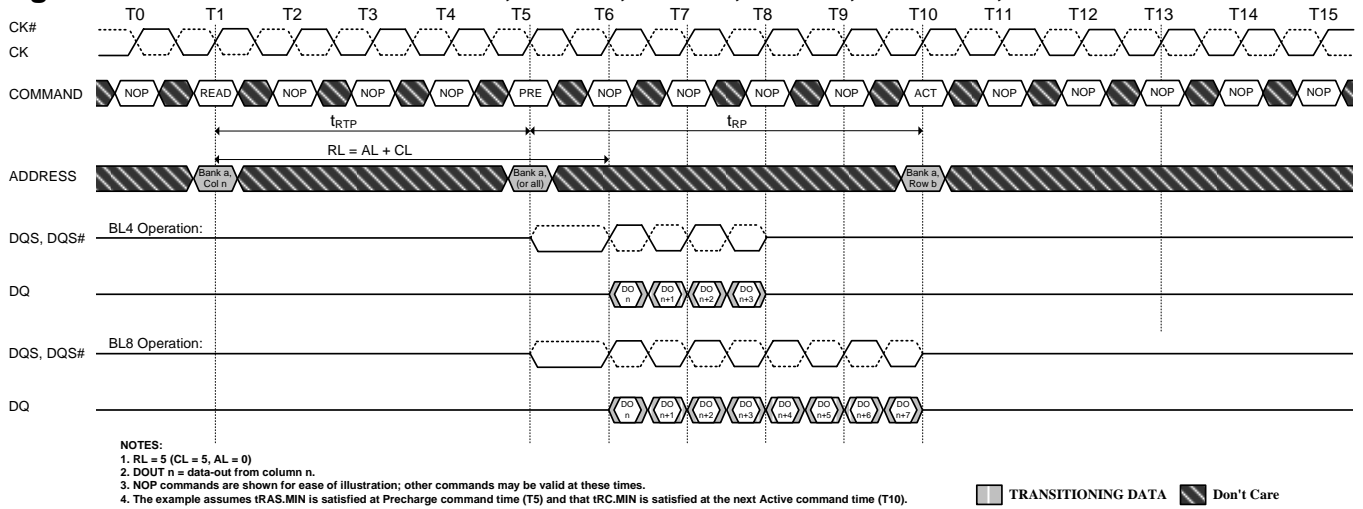 T0 T1 T2 T3 T4 T5 T6 T7 T8 T9 T10 T11 T12 T13 T14 T15
CK#
CK
COMMAND NOP READ NOP NOP NOP PRE NOP NOP NOP NOP ACT NOP NOP NOP NOP NOP
tRTP tRP
RL = AL + CL
ADDRESS Bank a, Col n Bank a, (or all) Bank a, Row b
BL4 Operation:
DQS, DQS#
DQ DO n DO n+1 DO n+2 DO n+3
BL8 Operation:
DQS, DQS#
DQ DO n DO n+1 DO n+2 DO n+3 DO n+4 DO n+5 DO n+6 DO n+7
NOTES:
1. RL = 5 (CL = 5, AL = 0)
2. DOUT n = data-out from column n.
3. NOP commands are shown for ease of illustration; other commands may be valid at these times.
4. The example assumes tRAS.MIN is satisfied at Precharge command time (T5) and that tRC.MIN is satisfied at the next Active command time (T10).
TRANSITIONING DATA Don't Care